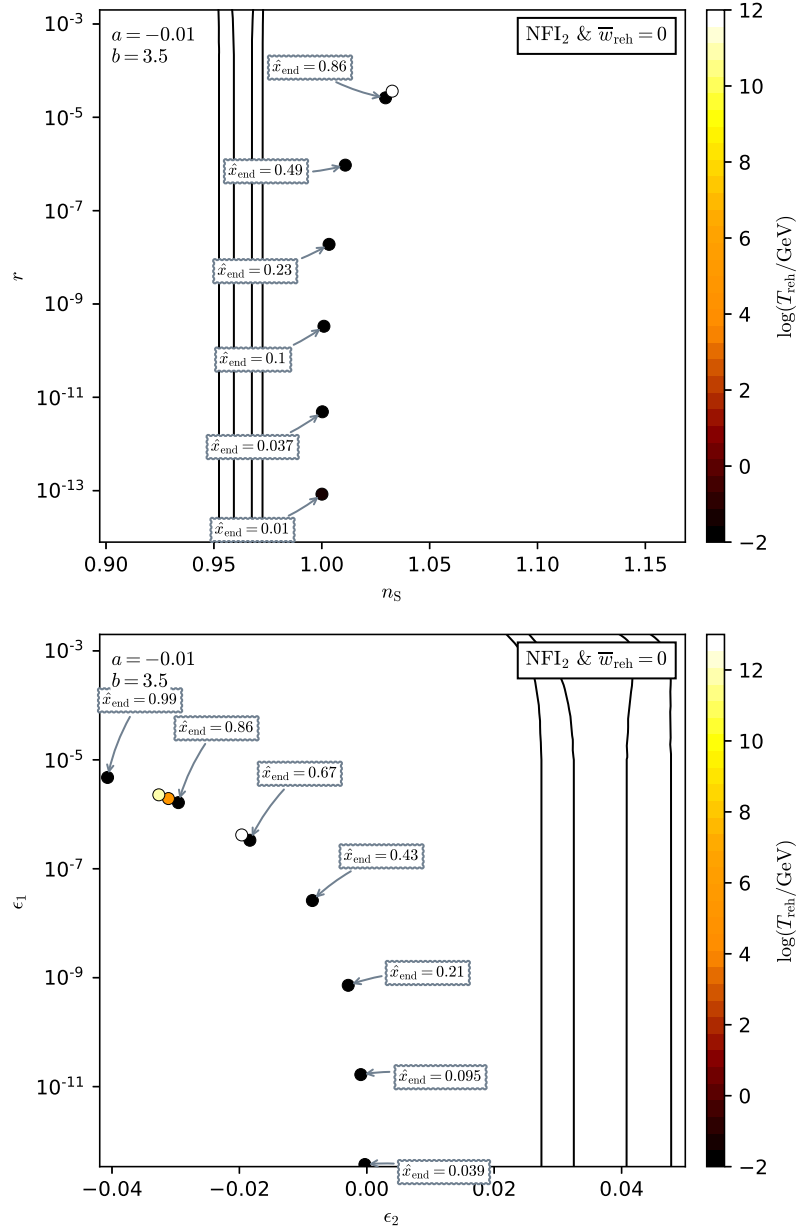 10⁻³
10⁻⁵
10⁻⁷
10⁻⁹
10⁻¹¹
10⁻¹³
r
a = −0.01
b = 3.5
NFI₂ & w̅_reh = 0
x̂_end = 0.86
x̂_end = 0.49
x̂_end = 0.23
x̂_end = 0.1
x̂_end = 0.037
x̂_end = 0.01
0.90 0.95 1.00 1.05 1.10 1.15
n_S
12
10
8
6
4
2
0
−2
log(T_reh/GeV)
10⁻³
10⁻⁵
10⁻⁷
10⁻⁹
10⁻¹¹
ϵ₁
a = −0.01
b = 3.5
NFI₂ & w̅_reh = 0
x̂_end = 0.99
x̂_end = 0.86
x̂_end = 0.67
x̂_end = 0.43
x̂_end = 0.21
x̂_end = 0.095
x̂_end = 0.039
−0.04 −0.02 0.00 0.02 0.04
ϵ₂
12
10
8
6
4
2
0
−2
log(T_reh/GeV)